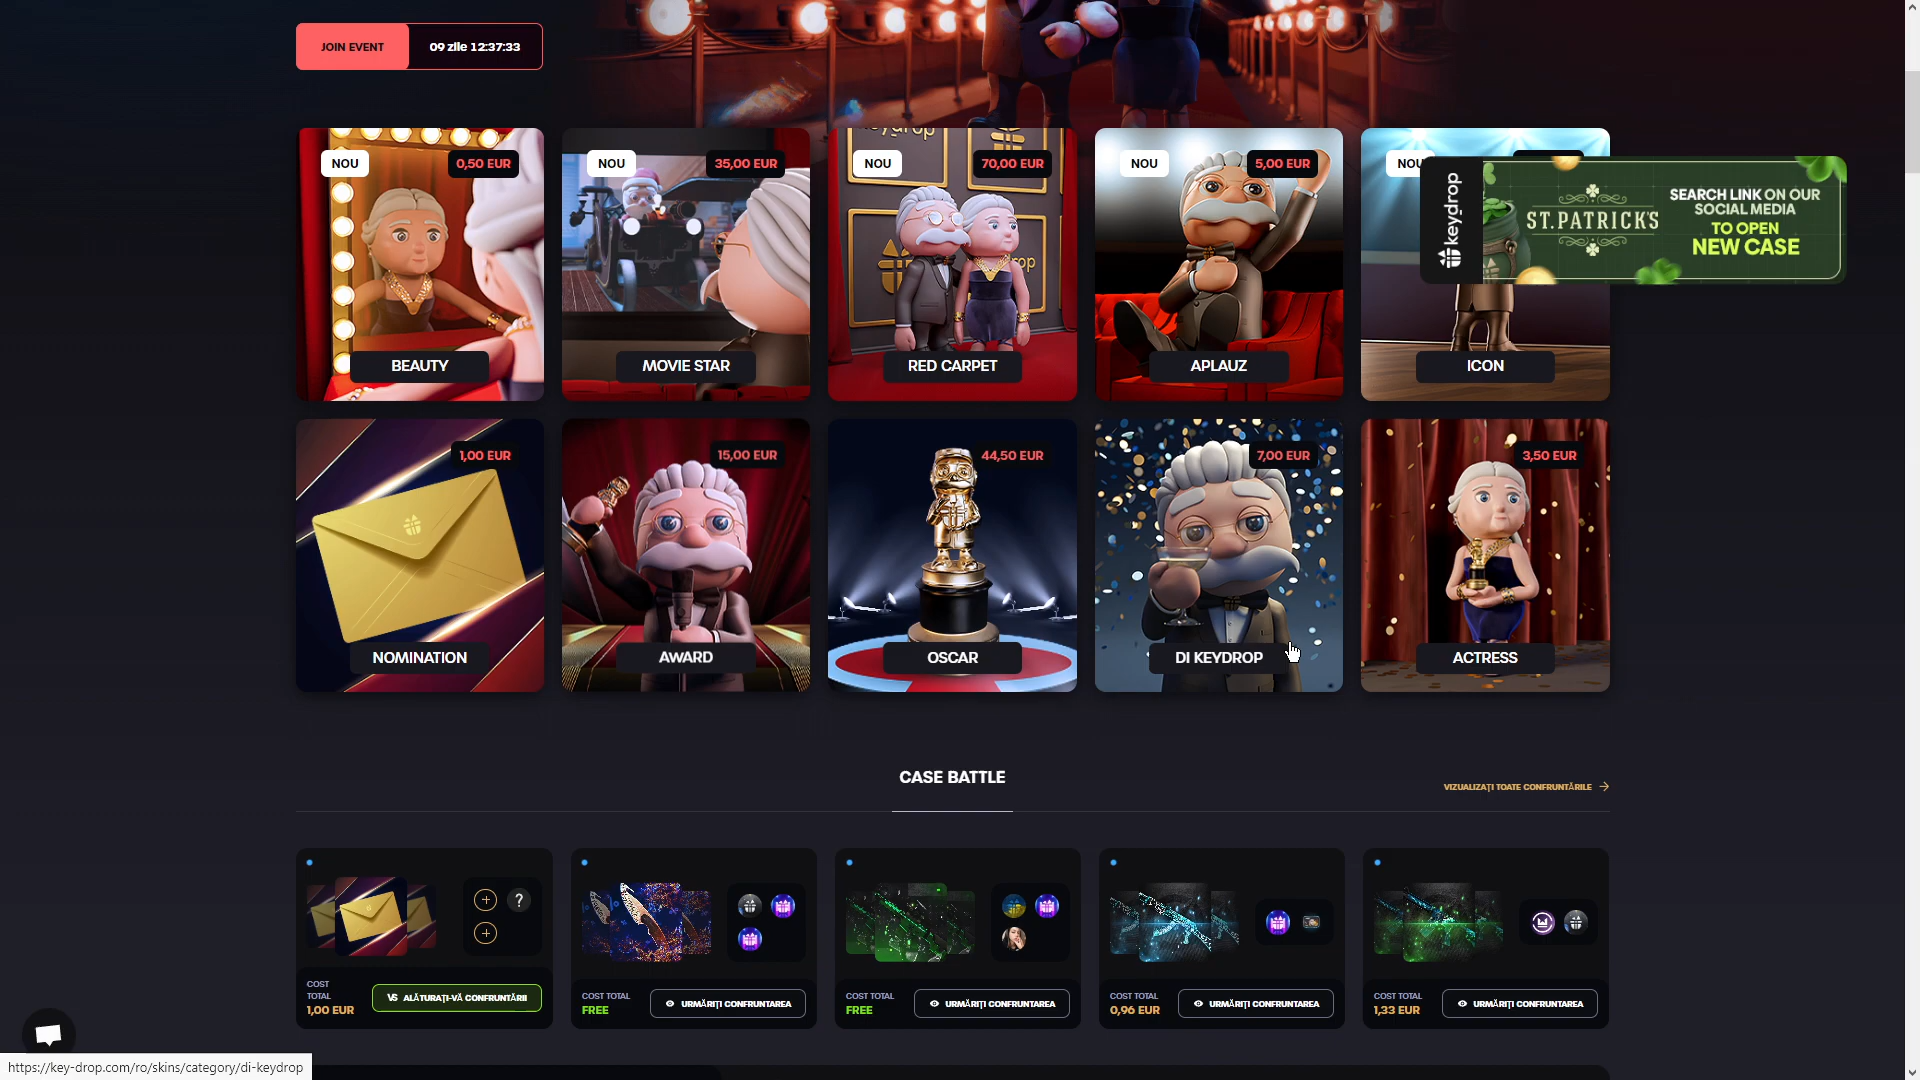 JOIN EVENT
09 zile 12:37:33
NOU
0,50 EUR
BEAUTY
NOU
35,00 EUR
MOVIE STAR
NOU
70,00 EUR
RED CARPET
NOU
5,00 EUR
APLAUZ
NOU
ICON
keydrop
ST.PATRICK'S
SEARCH LINK ON OUR
SOCIAL MEDIA
TO OPEN
NEW CASE
1,00 EUR
NOMINATION
15,00 EUR
AWARD
44,50 EUR
OSCAR
7,00 EUR
DI KEYDROP
3,50 EUR
ACTRESS
CASE BATTLE
VIZUALIZAȚI TOATE CONFRUNTĂRILE
?
COST
TOTAL
1,00 EUR
VS ALĂTURAȚI-VĂ CONFRUNTĂRII
COST TOTAL
FREE
URMĂRIȚI CONFRUNTAREA
COST TOTAL
FREE
URMĂRIȚI CONFRUNTAREA
COST TOTAL
0,96 EUR
URMĂRIȚI CONFRUNTAREA
COST TOTAL
1,33 EUR
URMĂRIȚI CONFRUNTAREA
https://key-drop.com/ro/skins/category/di-keydrop